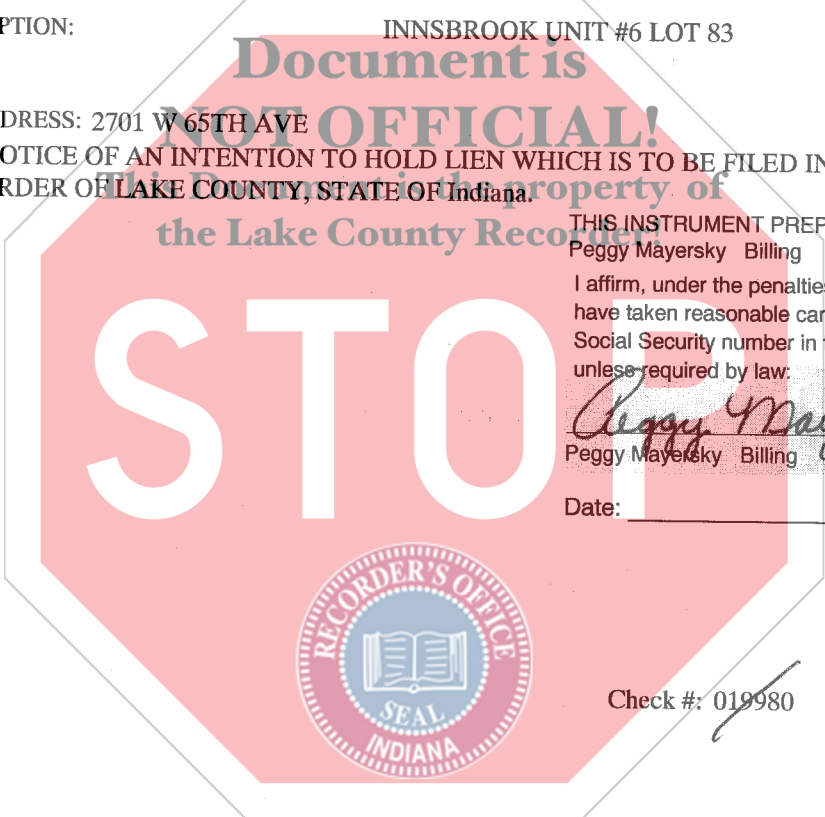 PTION: INNSBROOK UNIT #6 LOT 83
Document is
NOT OFFICIAL!
DRESS: 2701 W 65TH AVE
OTICE OF AN INTENTION TO HOLD LIEN WHICH IS TO BE FILED IN
RDER OF LAKE COUNTY, STATE OF Indiana.
This Document is the property of
the Lake County Recorder!
THIS INSTRUMENT PREP
Peggy Mayersky Billing
I affirm, under the penalties
have taken reasonable car
Social Security number in
unless required by law:
STOP
Peggy May
Peggy Mayersky Billing
Date:
RECORDER'S OFFICE
SEAL
INDIANA
Check #: 019980